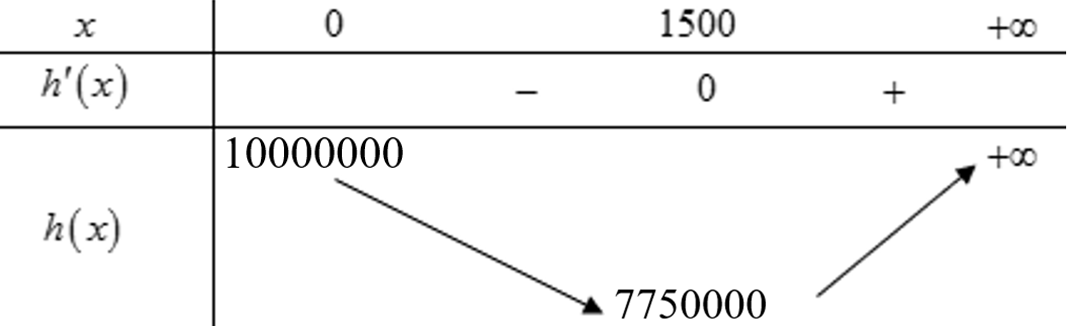 x 0 1500 +∞
h′(x) − 0 +
10000000 +∞
h(x)
7750000